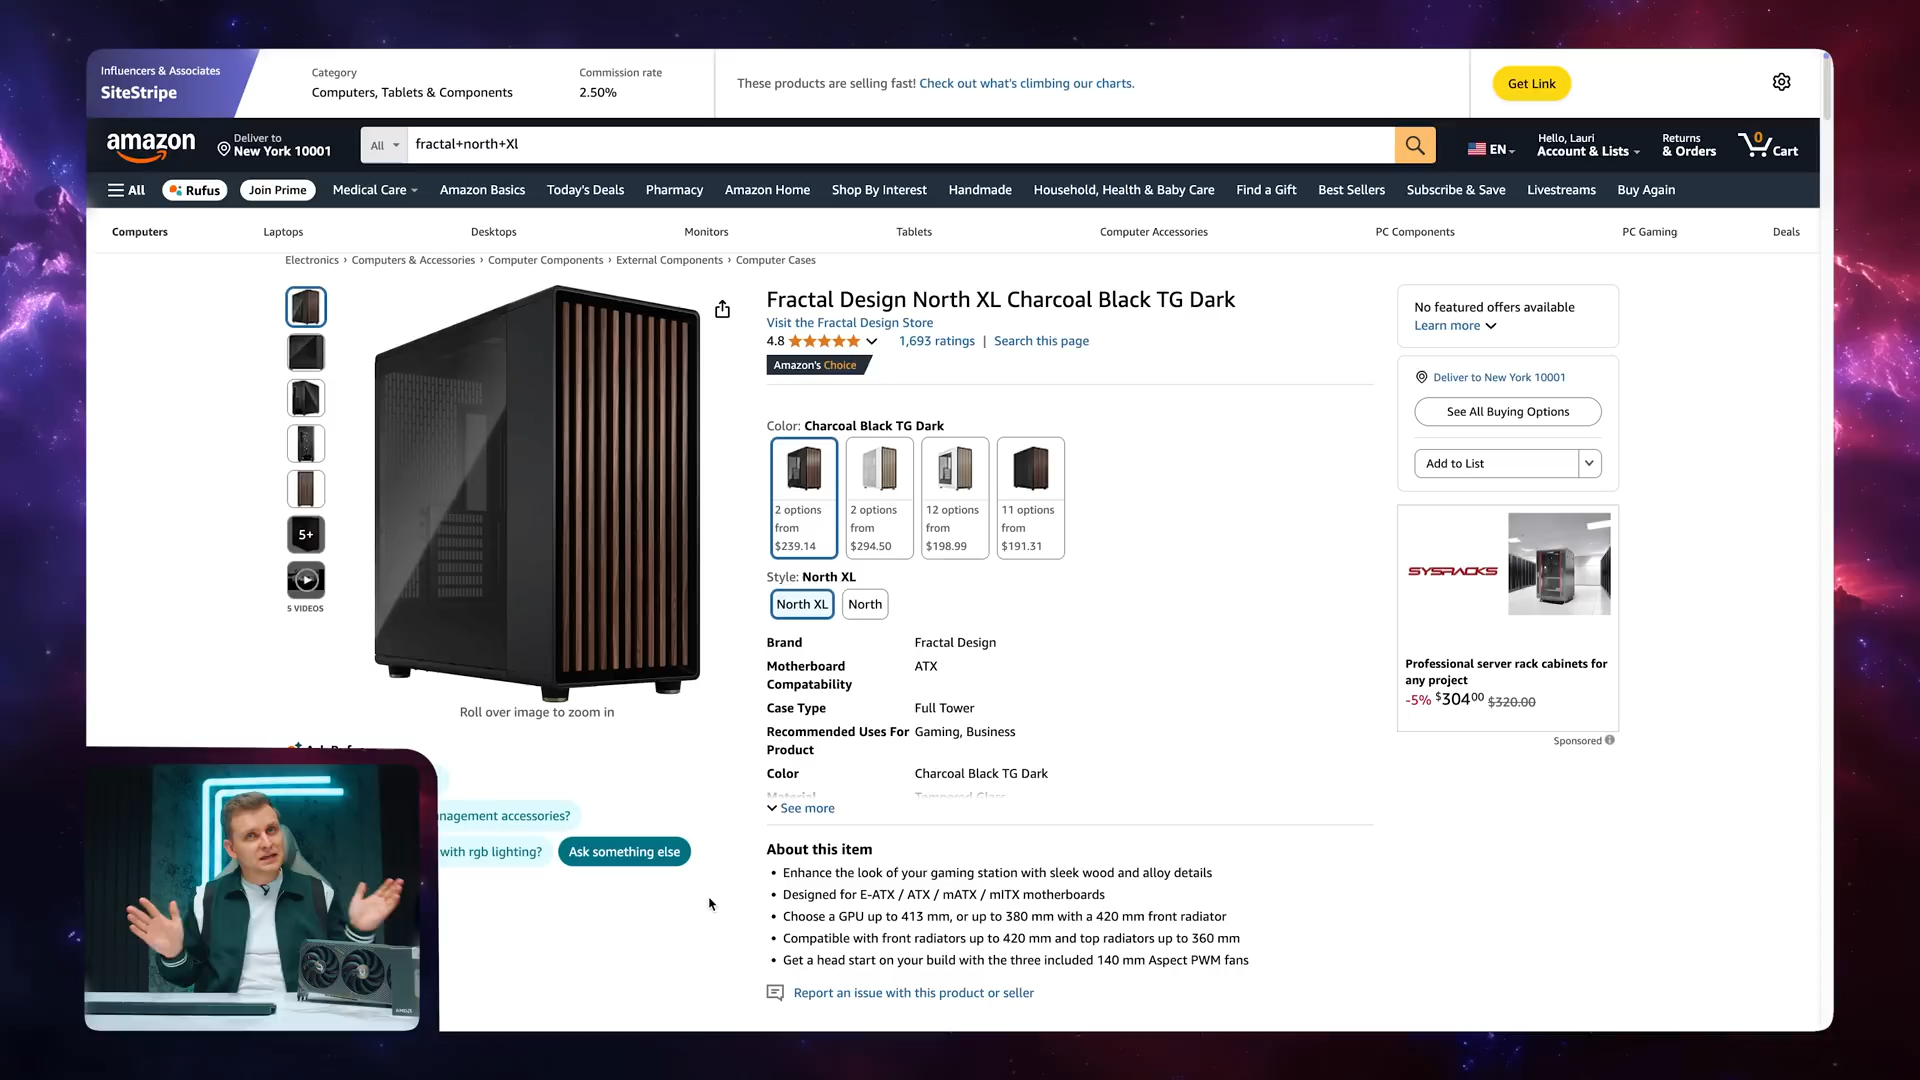 Influencers & Associates
SiteStripe
Category
Computers, Tablets & Components
Commission rate
2.50%
These products are selling fast! Check out what's climbing our charts.
Get Link
amazon
Deliver to
New York 10001
All
fractal+north+Xl
EN
Hello, Lauri
Account & Lists
Returns
& Orders
0
Cart
All
Rufus
Join Prime
Medical Care
Amazon Basics
Today's Deals
Pharmacy
Amazon Home
Shop By Interest
Handmade
Household, Health & Baby Care
Find a Gift
Best Sellers
Subscribe & Save
Livestreams
Buy Again
Computers
Laptops
Desktops
Monitors
Tablets
Computer Accessories
PC Components
PC Gaming
Deals
Electronics › Computers & Accessories › Computer Components › External Components › Computer Cases
5+
5 VIDEOS
Roll over image to zoom in
nagement accessories?
with rgb lighting?
Ask something else
Fractal Design North XL Charcoal Black TG Dark
Visit the Fractal Design Store
4.8
1,693 ratings | Search this page
Amazon's Choice
Color: Charcoal Black TG Dark
2 options
from
$239.14
2 options
from
$294.50
12 options
from
$198.99
11 options
from
$191.31
Style: North XL
North XL
North
Brand Fractal Design
Motherboard ATX
Compatability
Case Type Full Tower
Recommended Uses For Gaming, Business
Product
Color Charcoal Black TG Dark
Material Tempered Glass
See more
About this item
• Enhance the look of your gaming station with sleek wood and alloy details
• Designed for E-ATX / ATX / mATX / mITX motherboards
• Choose a GPU up to 413 mm, or up to 380 mm with a 420 mm front radiator
• Compatible with front radiators up to 420 mm and top radiators up to 360 mm
• Get a head start on your build with the three included 140 mm Aspect PWM fans
Report an issue with this product or seller
No featured offers available
Learn more
Deliver to New York 10001
See All Buying Options
Add to List
SYSRACKS
Professional server rack cabinets for
any project
-5% $30400 $320.00
Sponsored
AMD